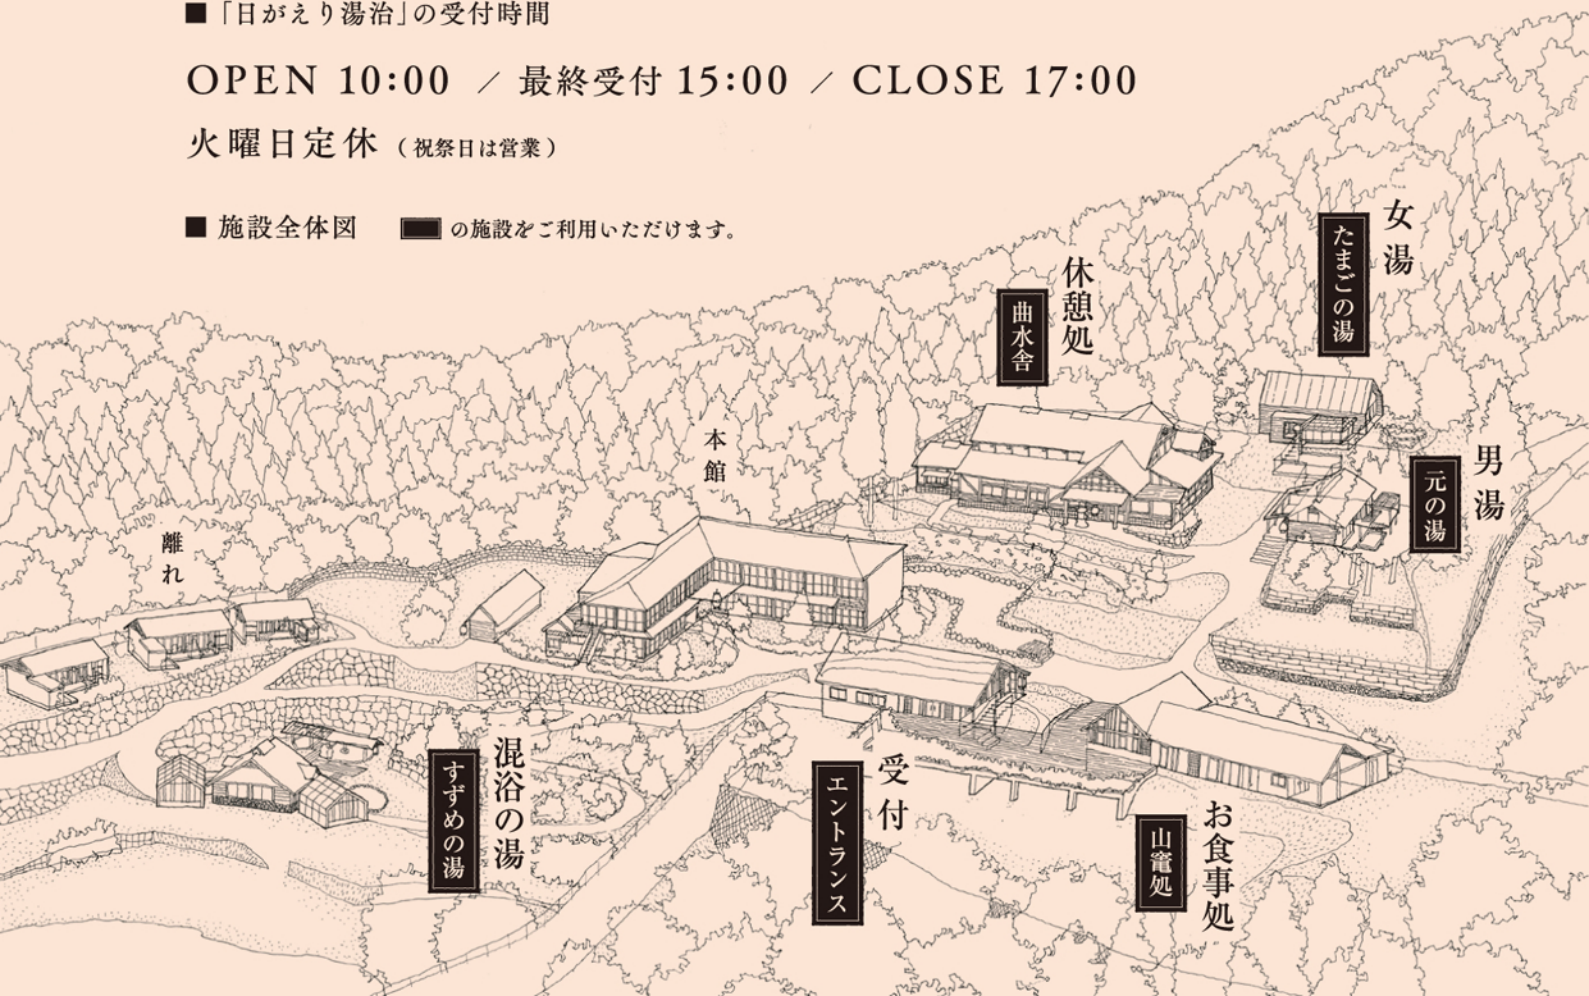 ■「日がえり湯治」の受付時間
OPEN 10:00 ／ 最終受付 15:00 ／ CLOSE 17:00
火曜日定休（祝祭日は営業）
■ 施設全体図
の施設をご利用いただけます。
女湯
たまごの湯
休憩処
曲水舎
男湯
元の湯
本館
離れ
混浴の湯
すずめの湯
受付
エントランス
お食事処
山竈処